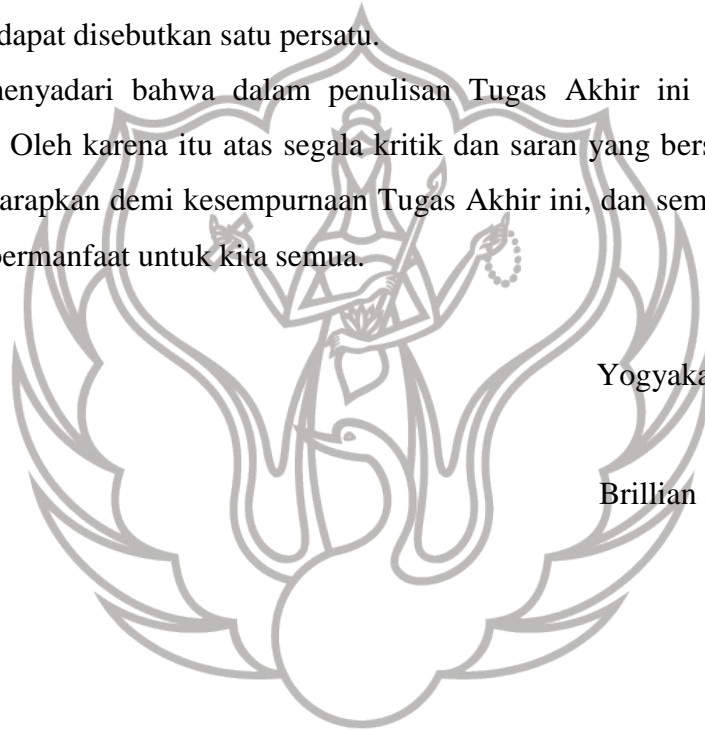 dapat disebutkan satu persatu.
menyadari bahwa dalam penulisan Tugas Akhir ini
Oleh karena itu atas segala kritik dan saran yang bers
arapkan demi kesempurnaan Tugas Akhir ini, dan sem
bermanfaat untuk kita semua.
Yogyaka
Brillian